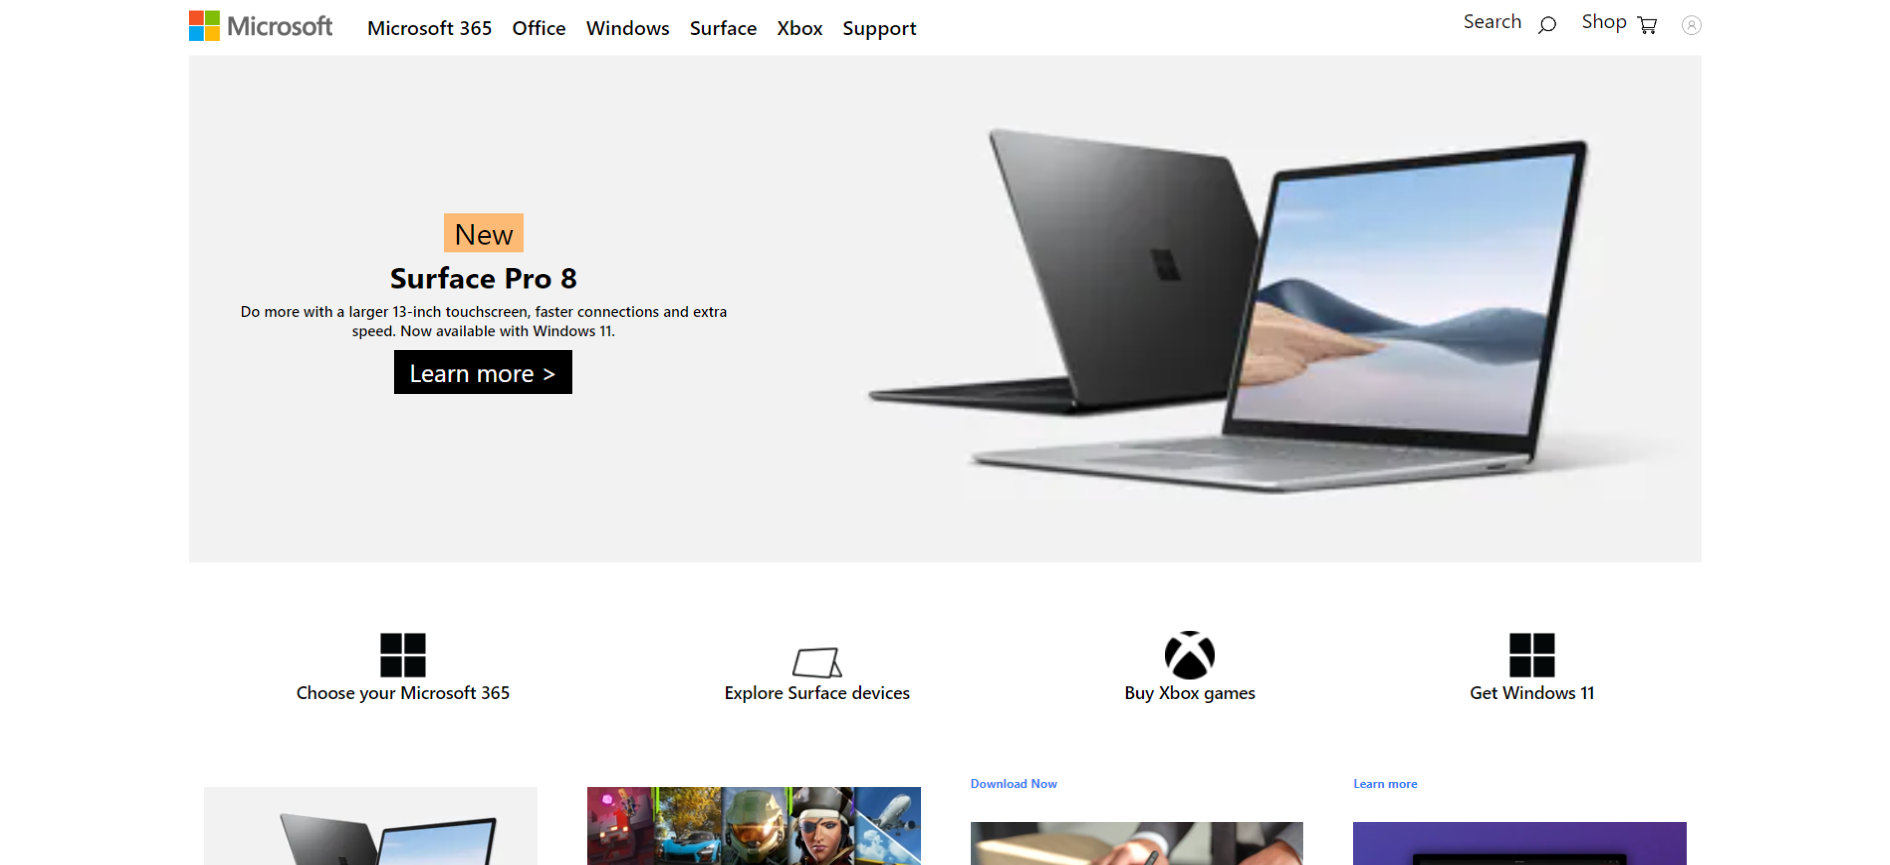 Microsoft
Microsoft 365 Office Windows Surface Xbox Support
Search Shop
New
Surface Pro 8
Do more with a larger 13-inch touchscreen, faster connections and extra
speed. Now available with Windows 11.
Learn more >
Choose your Microsoft 365
Explore Surface devices
Buy Xbox games
Get Windows 11
Download Now
Learn more